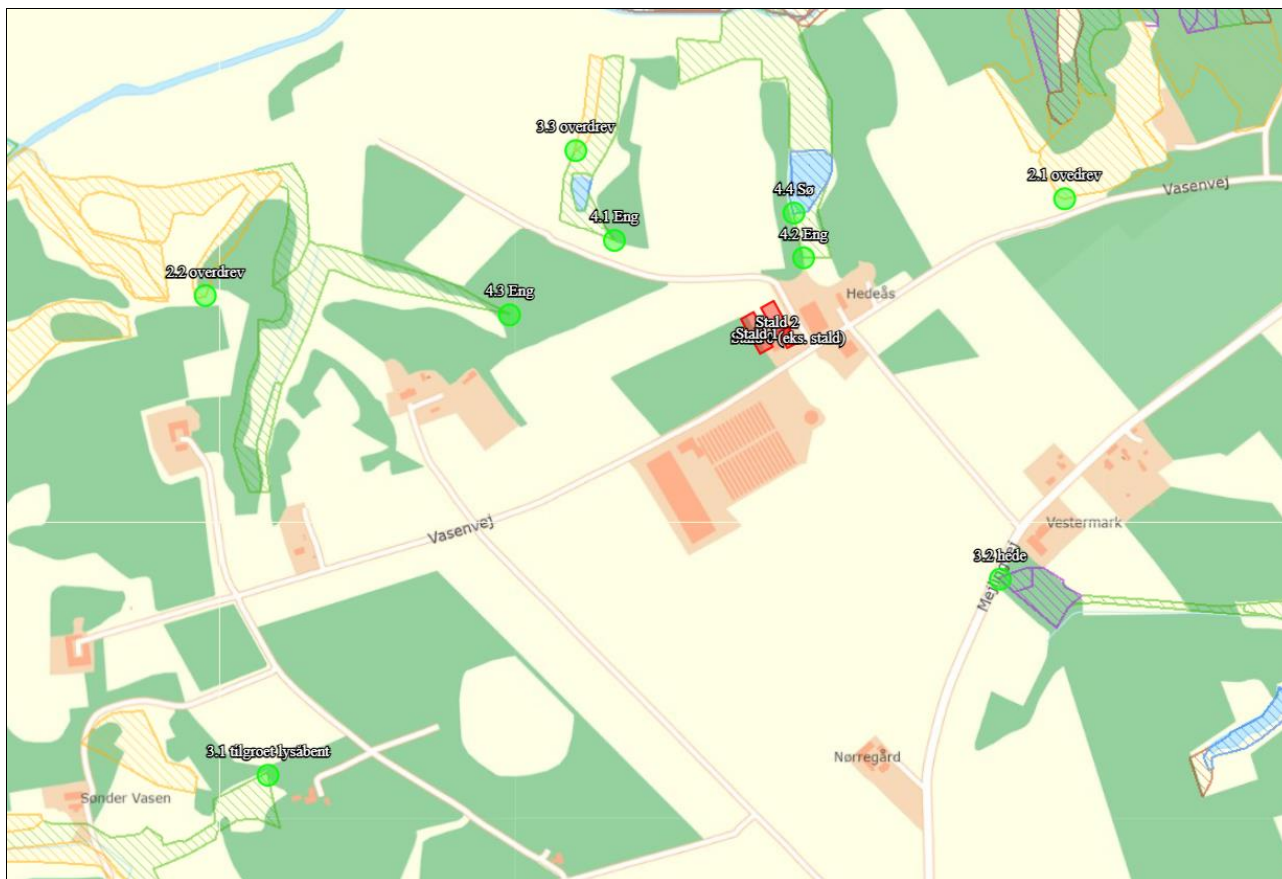 3.3 overdrev
2.1 ovedrev
Vasenvej
4.4 Sø
4.1 Eng
4.2 Eng
2.2 overdrev
4.3 Eng
Hedeås
Stald 2
Stald 1
(eks. stald)
Vasenvej
Vestermark
3.2 hede
3.1 tilgroet lysåbent
Nørregård
Sønder Vasen